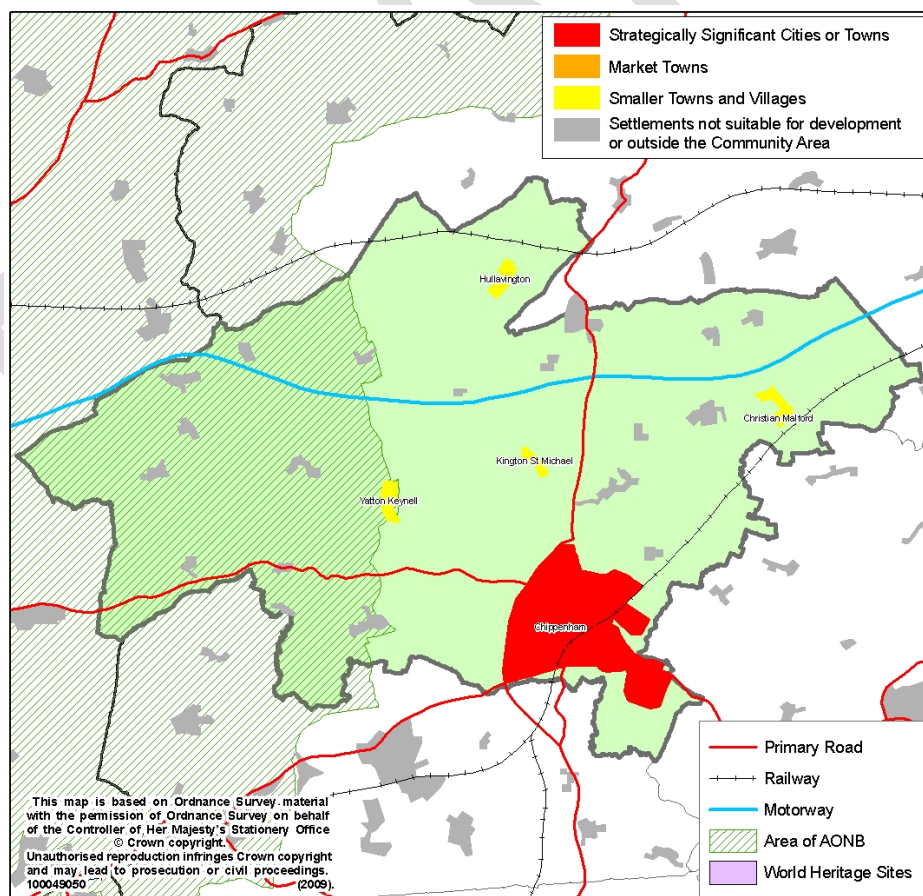 Strategically Significant Cities or Towns
Market Towns
Smaller Towns and Villages
Settlements not suitable for development
or outside the Community Area
Hullavington
Christian Malford
Kington St Michael
Yatton Keynell
Chippenham
Primary Road
Railway
Motorway
Area of AONB
World Heritage Sites
This map is based on Ordnance Survey material
with the permission of Ordnance Survey on behalf
of the Controller of Her Majesty's Stationery Office
© Crown copyright.
Unauthorised reproduction infringes Crown copyright
and may lead to prosecution or civil proceedings.
100049050 (2009).